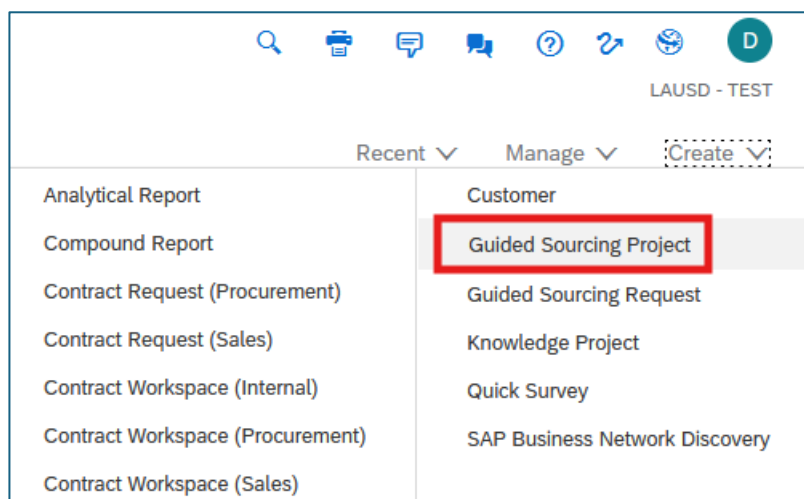 D
LAUSD - TEST
Recent
Manage
Create
Analytical Report
Compound Report
Contract Request (Procurement)
Contract Request (Sales)
Contract Workspace (Internal)
Contract Workspace (Procurement)
Contract Workspace (Sales)
Customer
Guided Sourcing Project
Guided Sourcing Request
Knowledge Project
Quick Survey
SAP Business Network Discovery